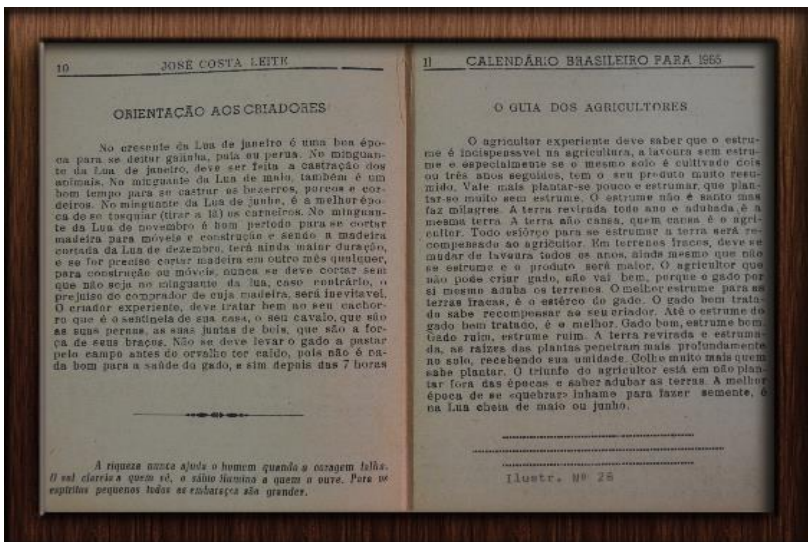 10 JOSÉ COSTA LEITE
ORIENTAÇÃO AOS CRIADORES
No cresente da Lua de janeiro é uma boa épo-
ca para se deitar galinha, pata ou perua. No minguan-
te da Lua de janeiro, deve ser feita a castração dos
animais. No minguante da Lua de maio, também é um
bom tempo para se castrar os bezerros, porcos e cor-
deiros. No minguante da Lua de junho, é a melhor épo-
ca de se tosquiar (tirar a lã) os carneiros. No minguan-
te da Lua de novembro é bom período para se cortar
madeira para móveis e construção e sendo a madeira
cortada da Lua de dezembro, terá ainda maior duração,
e se for preciso cortar madeira em outro mês qualquer,
para construção ou móveis, nunca se deve cortar sem
que não seja no minguante da lua, caso contrário, o
prejuiso do comprador de cuja madeira, será inevitavel.
O criador experiente, deve tratar bem ao seu cachor-
ro que é o sentinela de sua casa, o seu cavalo, que são
as suas pernas, as suas juntas de bois, que são a for-
ça de seus braços. Não se deve levar o gado a pastar
pelo campo antes do orvalho ter caido, pois não é na-
da bom para a saúde do gado, e sim depois das 7 horas
A riqueza nunca ajuda o homem quando a coragem falha.
O sol clareia a quem vê, o sábio ilumina a quem o ouve. Para os
espiritos pequenos todas as embaraços são grandes.
11 CALENDÁRIO BRASILEIRO PARA 1965
O GUIA DOS AGRICULTORES
O agricultor experiente deve saber que o estru-
me é indispensavel na agricultura, a lavoura sem estru-
me e especialmente se o mesmo solo é cultivado dois
ou três anos seguidos, tem o seu produto muito resu-
mido. Vale mais plantar-se pouco e estrumar, que plan-
tar-se muito sem estrume. O estrume não é santo mas
faz milagres. A terra revirada todo ano e adubada é a
mesma terra. A terra não cansa, quem cansa é o agri-
cultor. Todo esfôrço para se estrumar a terra será re-
compensado ao agricultor. Em terrenos fracos, deve se
mudar de lavoura todos os anos, ainda mesmo que não
se estrume e o produto será maior. O agricultor que
não pode criar gado, não vai bem, porque o gado por
si mesmo aduba os terrenos. O melhor estrume para as
terras fracas, é o estérco do gado. O gado bem trata-
do sabe recompensar ao seu criador. Até o estrume do
gado bem tratado, é o melhor. Gado bom, estrume bom.
Gado ruim, estrume ruim. A terra revirada e estruma-
da, as raízes das plantas penetram mais profundamente
no solo, recebendo sua umidade. Colhe muito mais quem
sabe plantar. O triunfo do agricultor está em não plan-
tar fora das épocas e saber adubar as terras. A melhor
época de se «quebrar» inhame para fazer semente, é
na Lua cheia de maio ou junho.
Ilustr. Nº 28